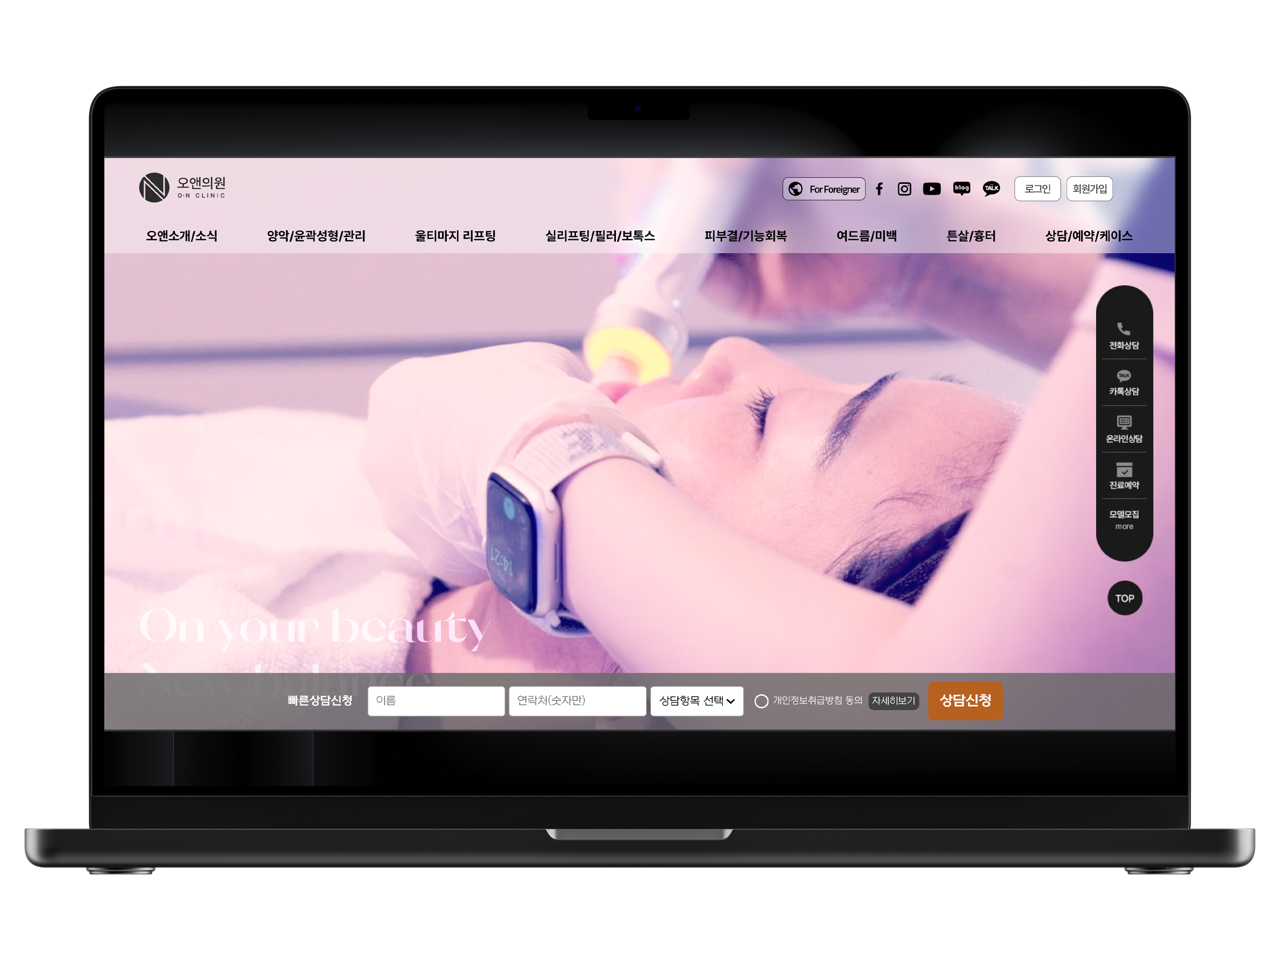 오앤의원
O·N CLINIC
For Foreigner
blog
TALK
로그인
회원가입
오앤소개/소식
양악/윤곽성형/관리
울티마지 리프팅
실리프팅/필러/보톡스
피부결/기능회복
여드름/미백
튼살/흉터
상담/예약/케이스
전화상담
TALK
카톡상담
온라인상담
진료예약
모델모집
more
TOP
14:21
On your beauty
New balance
빠른상담신청
이름
연락처(숫자만)
상담항목 선택
개인정보취급방침 동의
자세히보기
상담신청